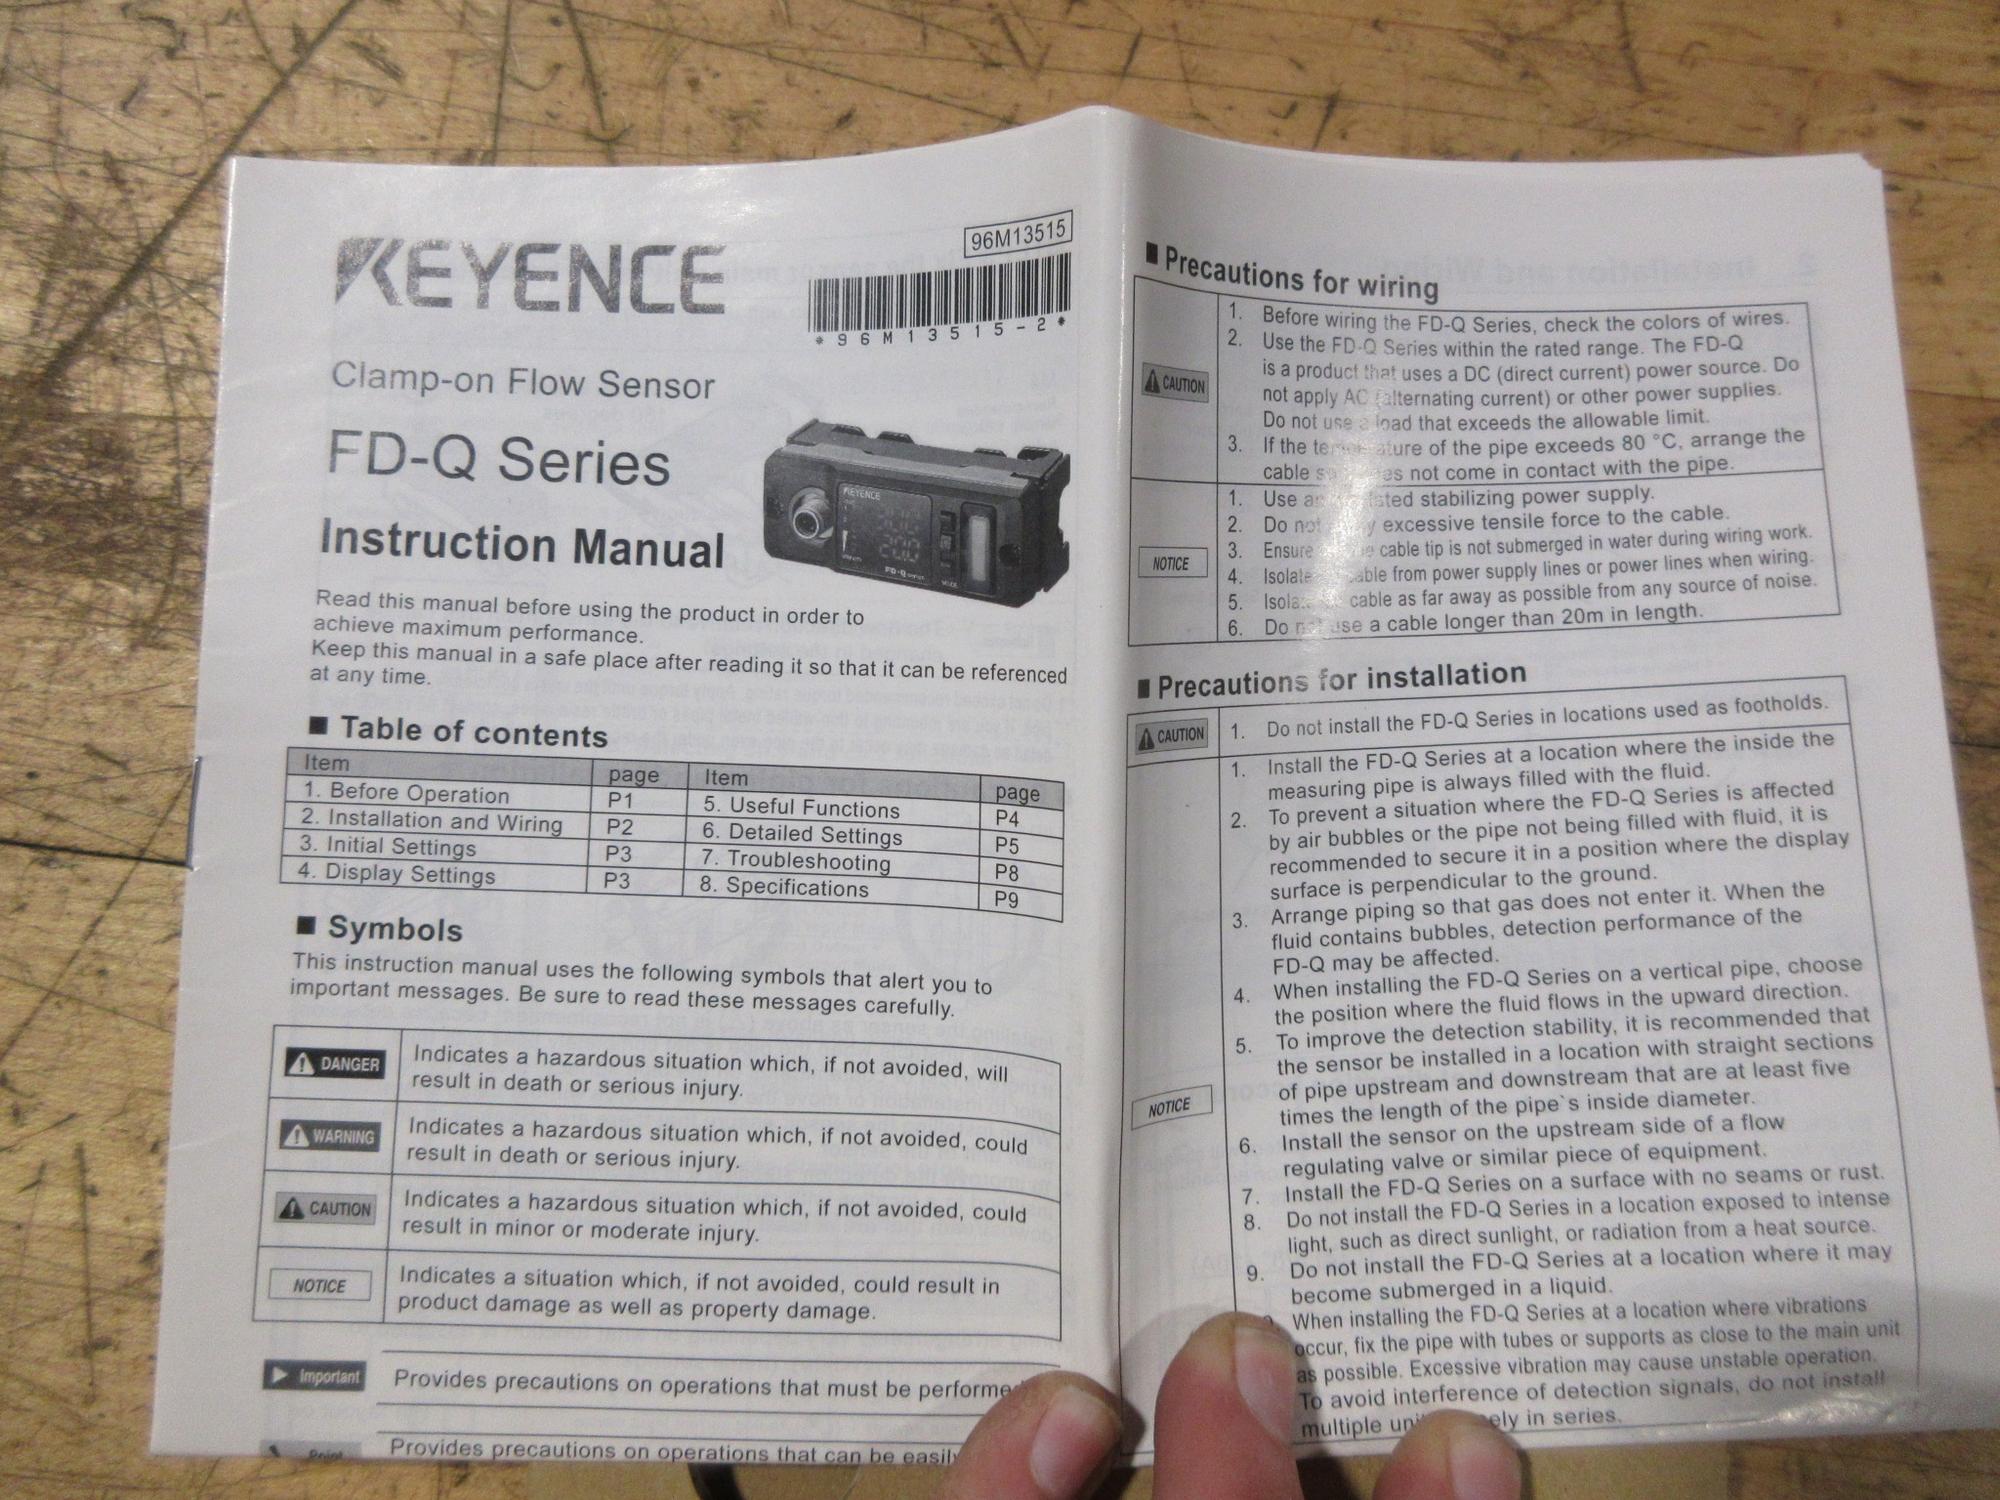 KEYENCE
96M13515
*96M13515-2*
Clamp-on Flow Sensor
FD-Q Series
Instruction Manual
KEYENCE
FD-Q
Read this manual before using the product in order to
achieve maximum performance.
Keep this manual in a safe place after reading it so that it can be referenced
at any time.
■ Table of contents
Item page Item page
1. Before Operation P1 5. Useful Functions P4
2. Installation and Wiring P2 6. Detailed Settings P5
3. Initial Settings P3 7. Troubleshooting P8
4. Display Settings P3 8. Specifications P9
■ Symbols
This instruction manual uses the following symbols that alert you to
important messages. Be sure to read these messages carefully.
DANGER
Indicates a hazardous situation which, if not avoided, will
result in death or serious injury.
WARNING
Indicates a hazardous situation which, if not avoided, could
result in death or serious injury.
CAUTION
Indicates a hazardous situation which, if not avoided, could
result in minor or moderate injury.
NOTICE
Indicates a situation which, if not avoided, could result in
product damage as well as property damage.
Important
Provides precautions on operations that must be
Point
Provides precautions on operations that can be
■ Precautions for wiring
CAUTION
1. Before wiring the FD-Q Series, check the colors of wires.
2. Use the FD-Q Series within the rated range. The FD-Q
is a product that uses a DC (direct current) power source. Do
not apply AC (alternating current) or other power supplies.
Do not use a load that exceeds the allowable limit.
3. If the temperature of the pipe exceeds 80 °C, arrange the
cable not come in contact with the pipe.
NOTICE
1. Use stabilizing power supply.
2. Do not excessive tensile force to the cable.
3. Ensure cable tip is not submerged in water during wiring work.
4. Isolate cable from power supply lines or power lines when wiring.
5. Isolate cable as far away as possible from any source of noise.
6. Do not use a cable longer than 20m in length.
■ Precautions for installation
CAUTION
1. Do not install the FD-Q Series in locations used as footholds.
NOTICE
1. Install the FD-Q Series at a location where the inside the
measuring pipe is always filled with the fluid.
2. To prevent a situation where the FD-Q Series is affected
by air bubbles or the pipe not being filled with fluid, it is
recommended to secure it in a position where the display
surface is perpendicular to the ground.
3. Arrange piping so that gas does not enter it. When the
fluid contains bubbles, detection performance of the
FD-Q may be affected.
4. When installing the FD-Q Series on a vertical pipe, choose
the position where the fluid flows in the upward direction.
5. To improve the detection stability, it is recommended that
the sensor be installed in a location with straight sections
of pipe upstream and downstream that are at least five
times the length of the pipe`s inside diameter.
6. Install the sensor on the upstream side of a flow
regulating valve or similar piece of equipment.
7. Install the FD-Q Series on a surface with no seams or rust.
8. Do not install the FD-Q Series in a location exposed to intense
light, such as direct sunlight, or radiation from a heat source.
9. Do not install the FD-Q Series at a location where it may
become submerged in a liquid.
When installing the FD-Q Series at a location where vibrations
occur, fix the pipe with tubes or supports as close to the main unit
as possible. Excessive vibration may cause unstable operation.
To avoid interference of detection signals, do not install
multiple in series.